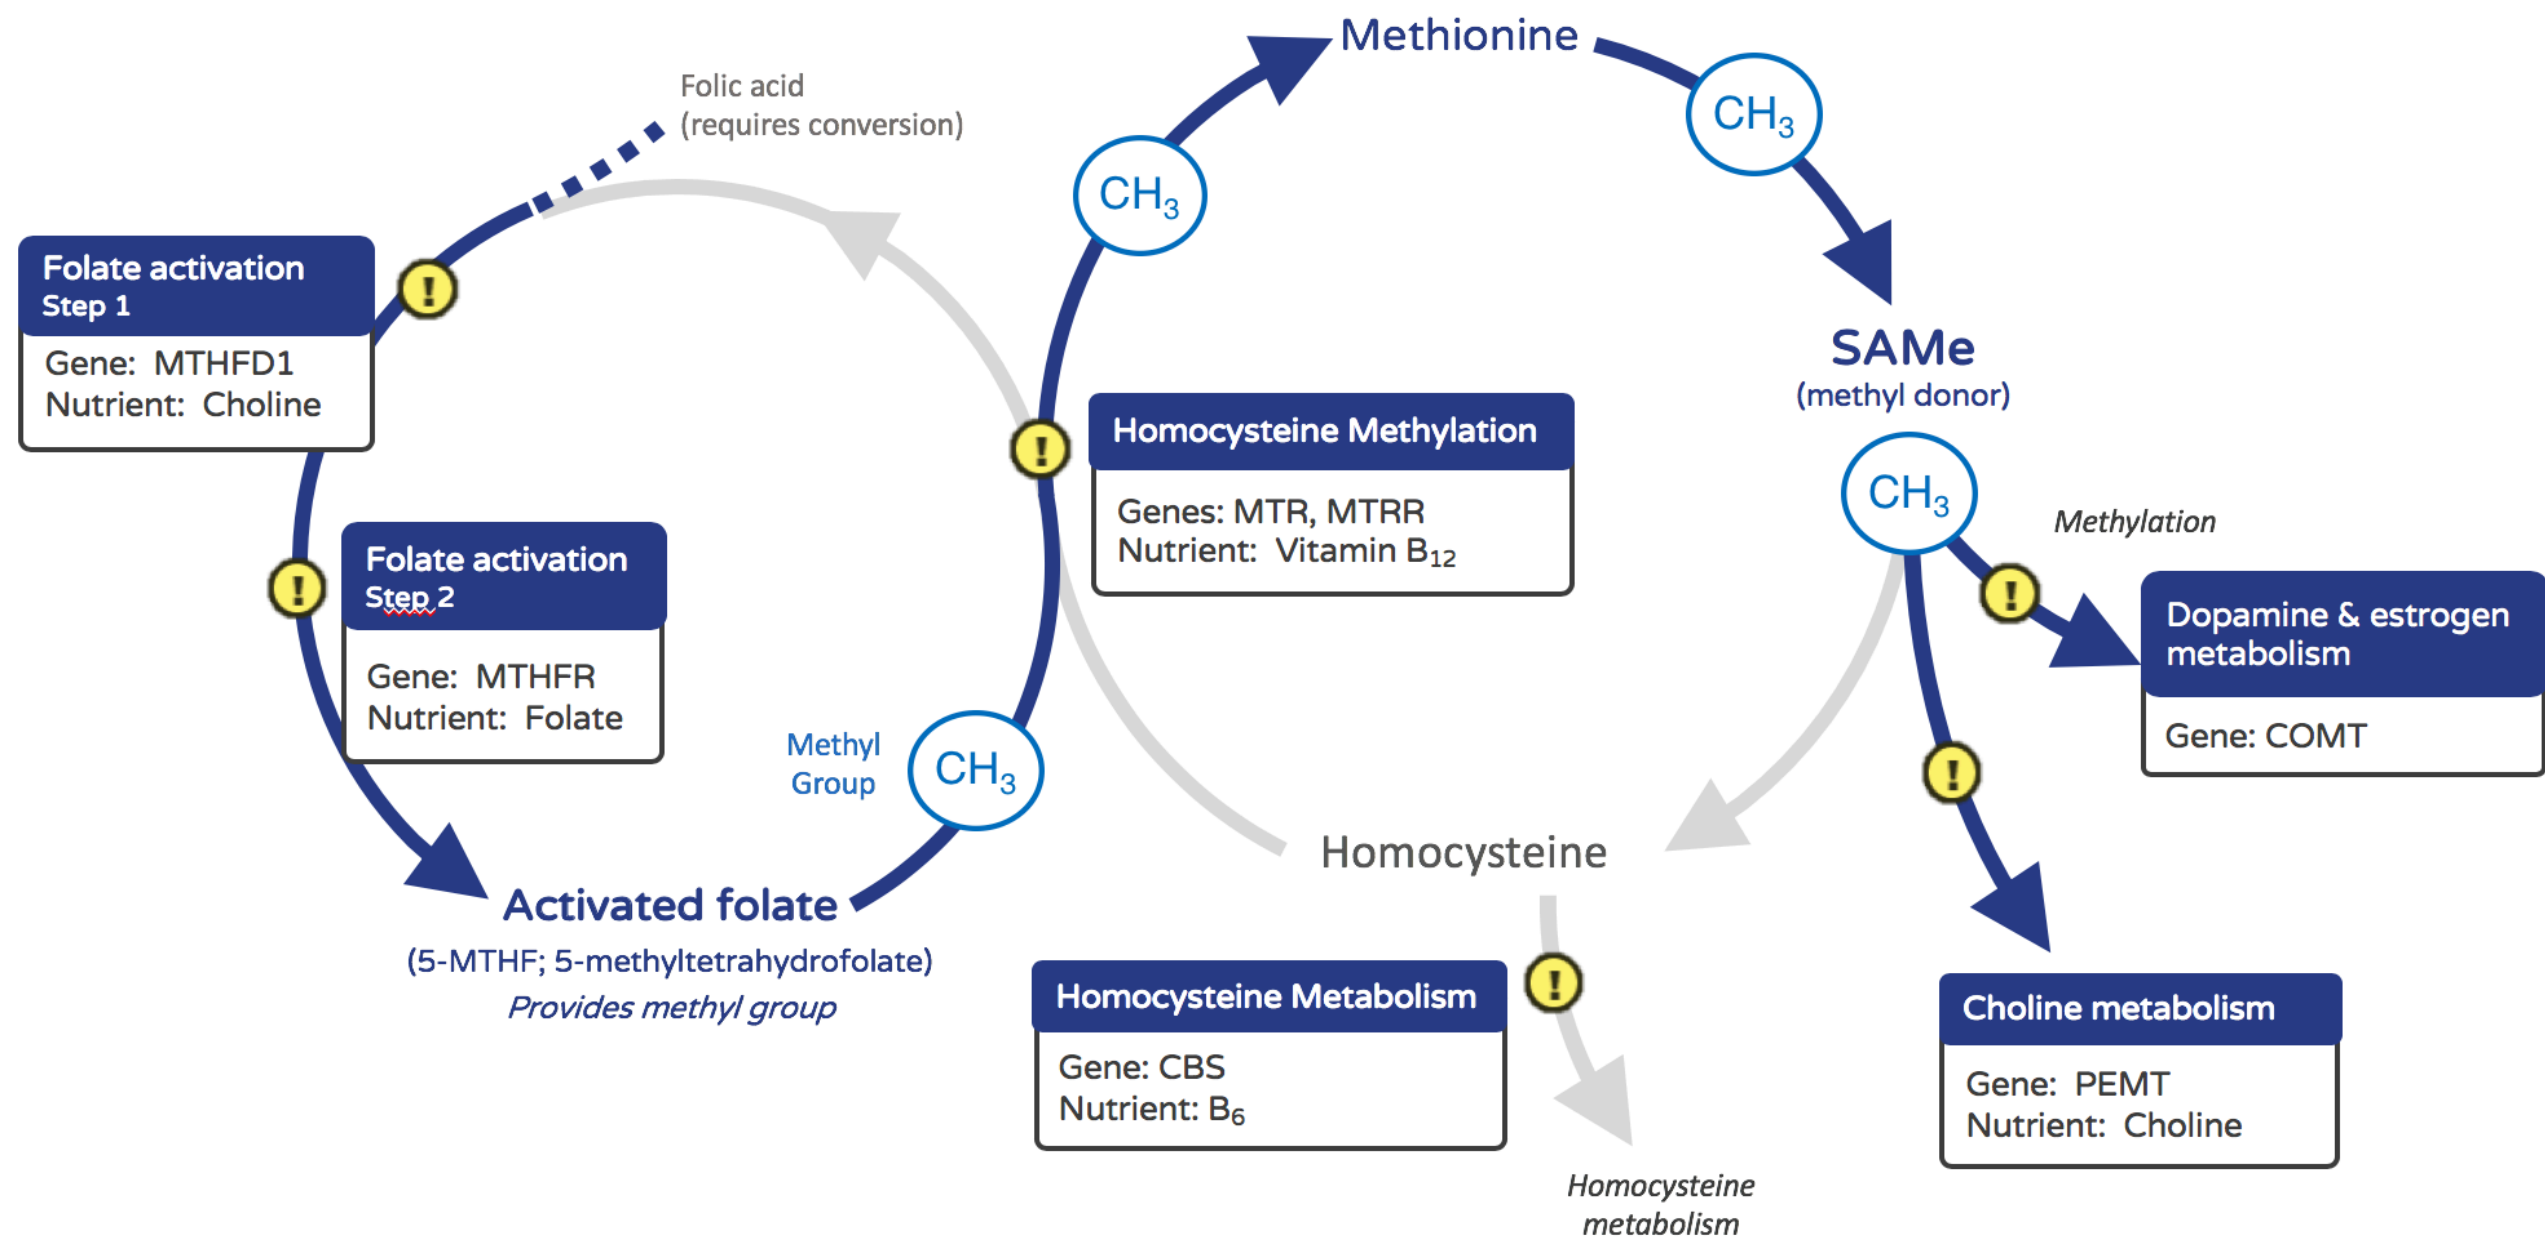 Methionine
Folic acid
(requires conversion)
CH₃
CH₃
Folate activation
Step 1
Gene: MTHFD1
Nutrient: Choline
!
SAMe
(methyl donor)
Homocysteine Methylation
Genes: MTR, MTRR
Nutrient: Vitamin B₁₂
!
CH₃
Methylation
Folate activation
Step 2
Gene: MTHFR
Nutrient: Folate
!
!
Dopamine & estrogen
metabolism
Gene: COMT
Methyl
Group
CH₃
!
Homocysteine
Activated folate
(5-MTHF; 5-methyltetrahydrofolate)
Provides methyl group
Homocysteine Metabolism
Gene: CBS
Nutrient: B₆
!
Choline metabolism
Gene: PEMT
Nutrient: Choline
Homocysteine
metabolism